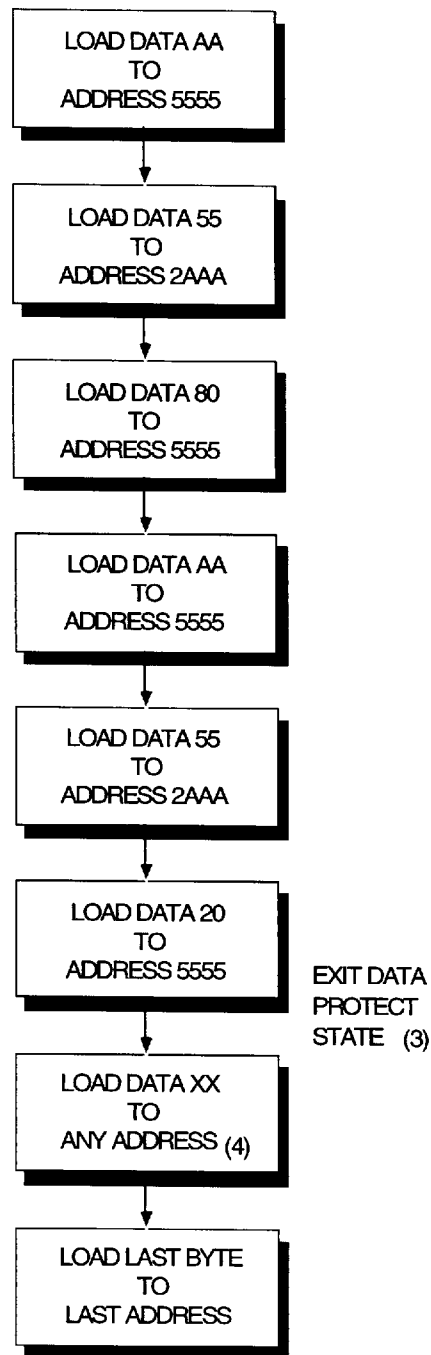 LOAD DATA AA
TO
ADDRESS 5555
LOAD DATA 55
TO
ADDRESS 2AAA
LOAD DATA 80
TO
ADDRESS 5555
LOAD DATA AA
TO
ADDRESS 5555
LOAD DATA 55
TO
ADDRESS 2AAA
LOAD DATA 20
TO
ADDRESS 5555
EXIT DATA
PROTECT
STATE (3)
LOAD DATA XX
TO
ANY ADDRESS (4)
LOAD LAST BYTE
TO
LAST ADDRESS